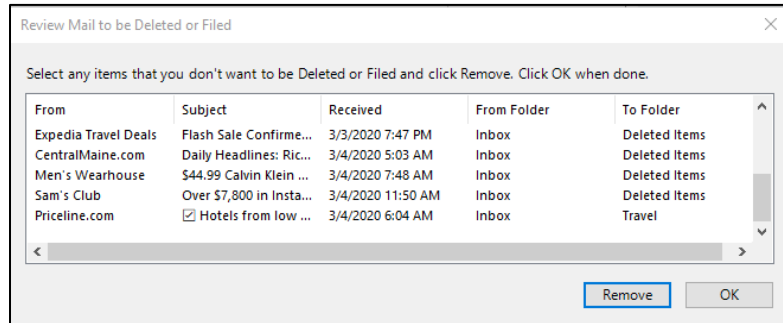 Review Mail to be Deleted or Filed
Select any items that you don't want to be Deleted or Filed and click Remove. Click OK when done.
From Subject Received From Folder To Folder
Expedia Travel Deals Flash Sale Confirme... 3/3/2020 7:47 PM Inbox Deleted Items
CentralMaine.com Daily Headlines: Ric... 3/4/2020 5:03 AM Inbox Deleted Items
Men's Wearhouse $44.99 Calvin Klein ... 3/4/2020 7:48 AM Inbox Deleted Items
Sam's Club Over $7,800 in Insta... 3/4/2020 11:50 AM Inbox Deleted Items
Priceline.com ☑ Hotels from low ... 3/4/2020 6:04 AM Inbox Travel
Remove OK